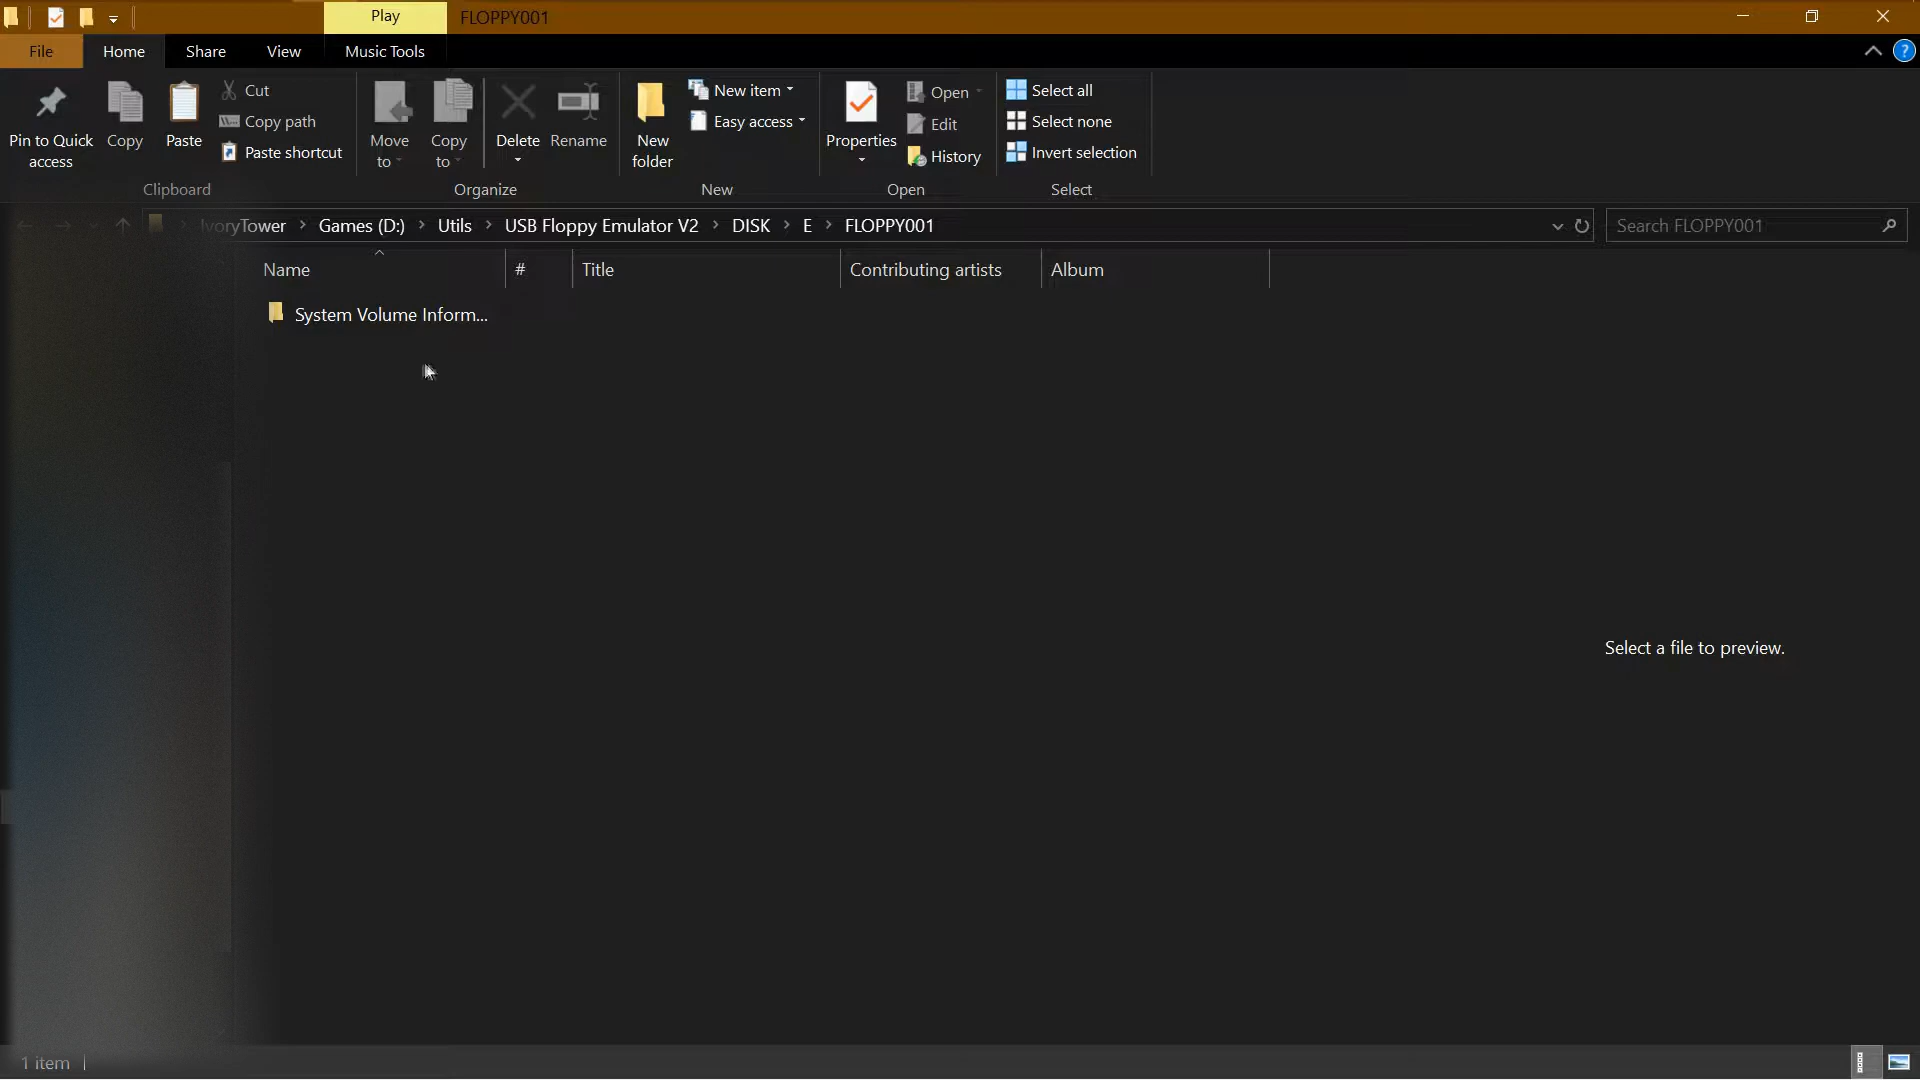 Play
FLOPPY001
File
Home
Share
View
Music Tools
Pin to Quick
access
Copy
Paste
Cut
Copy path
Paste shortcut
Move
to
Copy
to
Delete
Rename
New
folder
New item
Easy access
Properties
Open
Edit
History
Select all
Select none
Invert selection
Clipboard
Organize
New
Open
Select
IvoryTower > Games (D:) > Utils > USB Floppy Emulator V2 > DISK > E > FLOPPY001
Search FLOPPY001
Name
#
Title
Contributing artists
Album
System Volume Inform...
Select a file to preview.
1 item